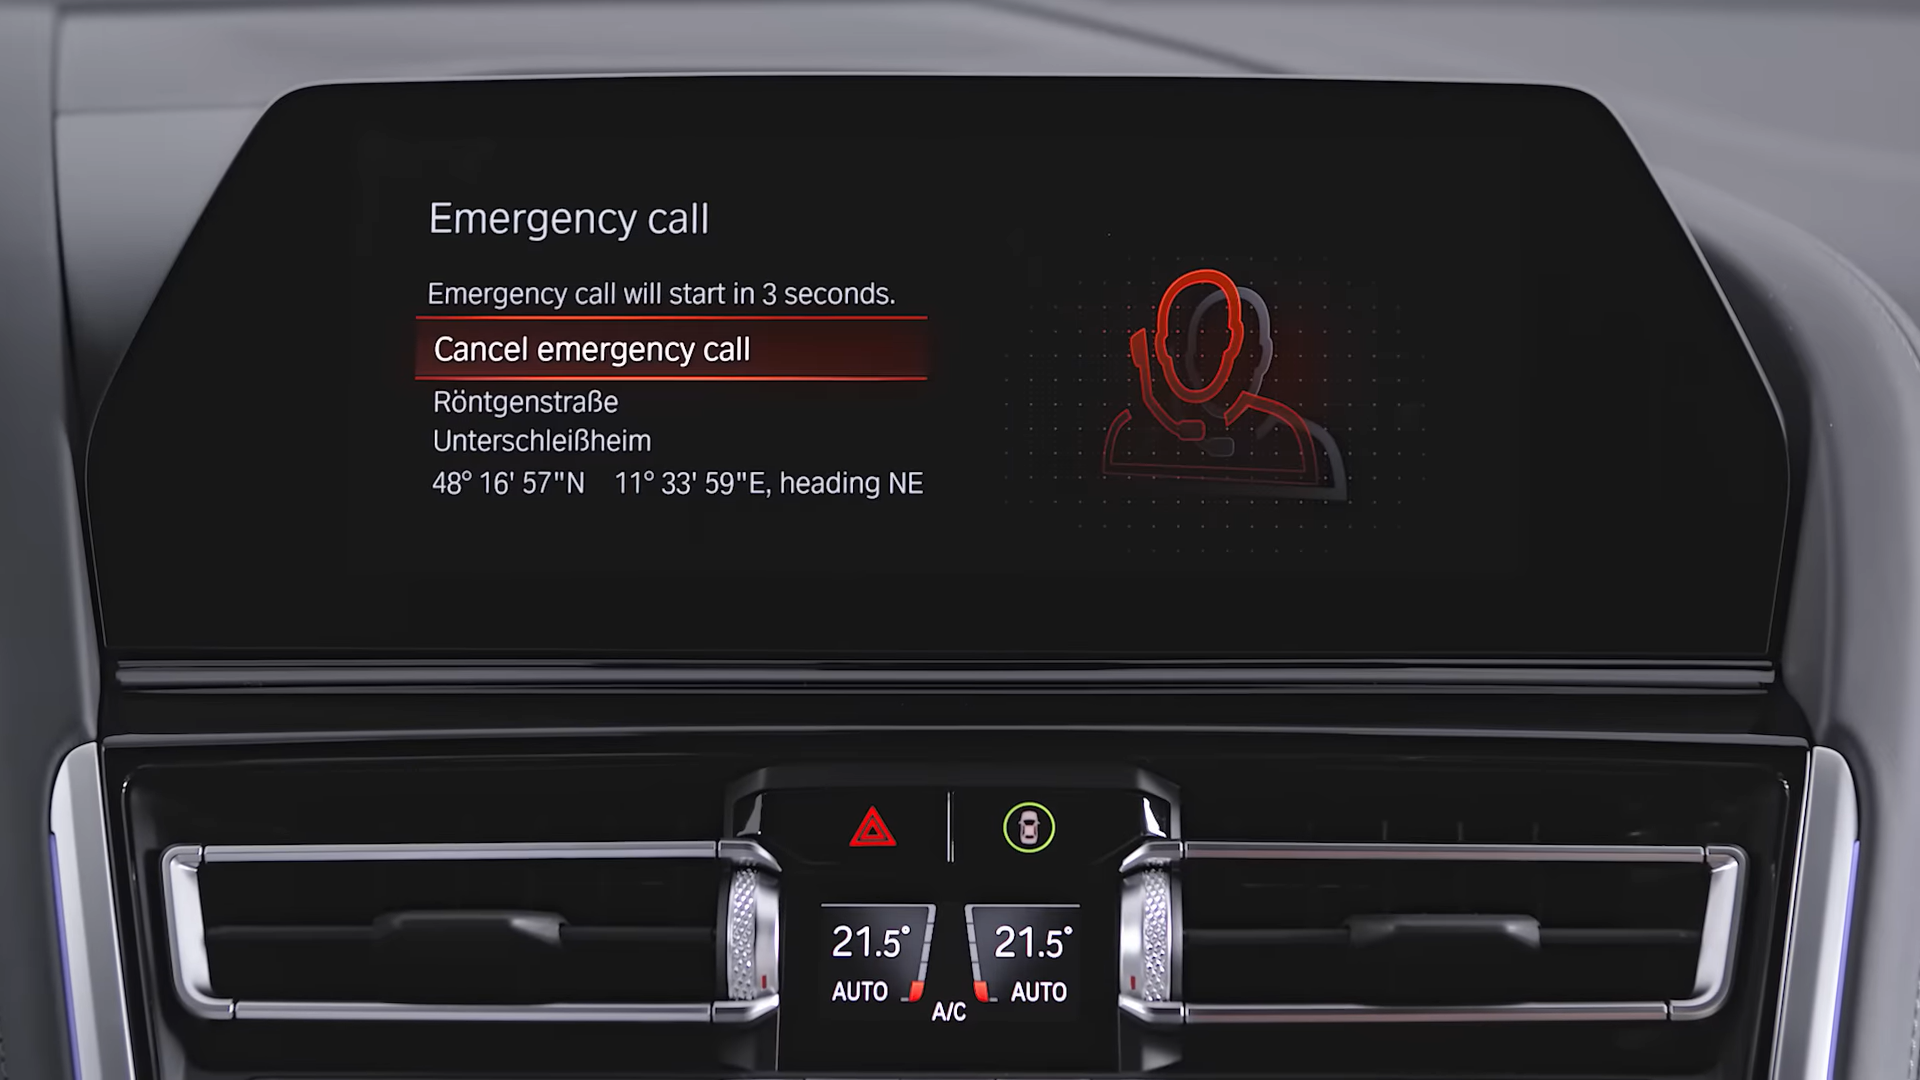 Emergency call
Emergency call will start in 3 seconds.
Cancel emergency call
Röntgenstraße
Unterschleißheim
48° 16' 57"N 11° 33' 59"E, heading NE
21.5° 21.5°
AUTO AUTO
A/C